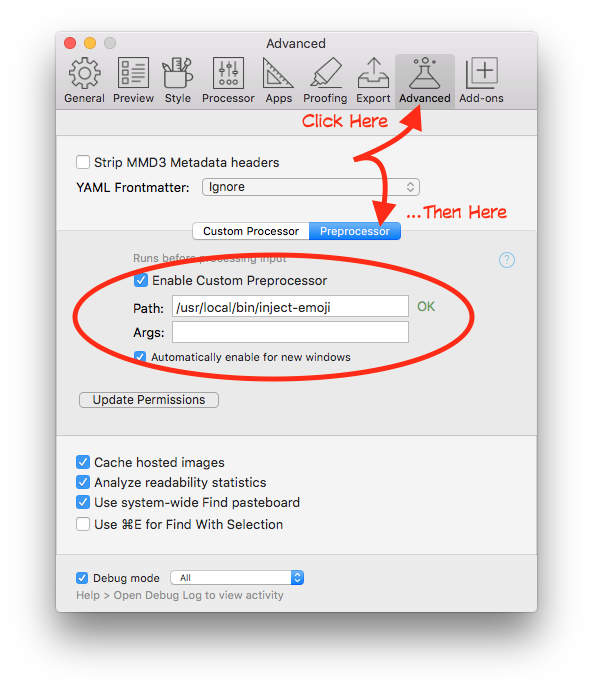 Advanced
General Preview Style Processor Apps Proofing Export Advanced Add-ons
Click Here
Strip MMD3 Metadata headers
YAML Frontmatter: Ignore
...Then Here
Custom Processor Preprocessor
Runs before processing input
?
Enable Custom Preprocessor
Path: /usr/local/bin/inject-emoji OK
Args:
Automatically enable for new windows
Update Permissions
Cache hosted images
Analyze readability statistics
Use system-wide Find pasteboard
Use ⌘E for Find With Selection
Debug mode All
Help > Open Debug Log to view activity